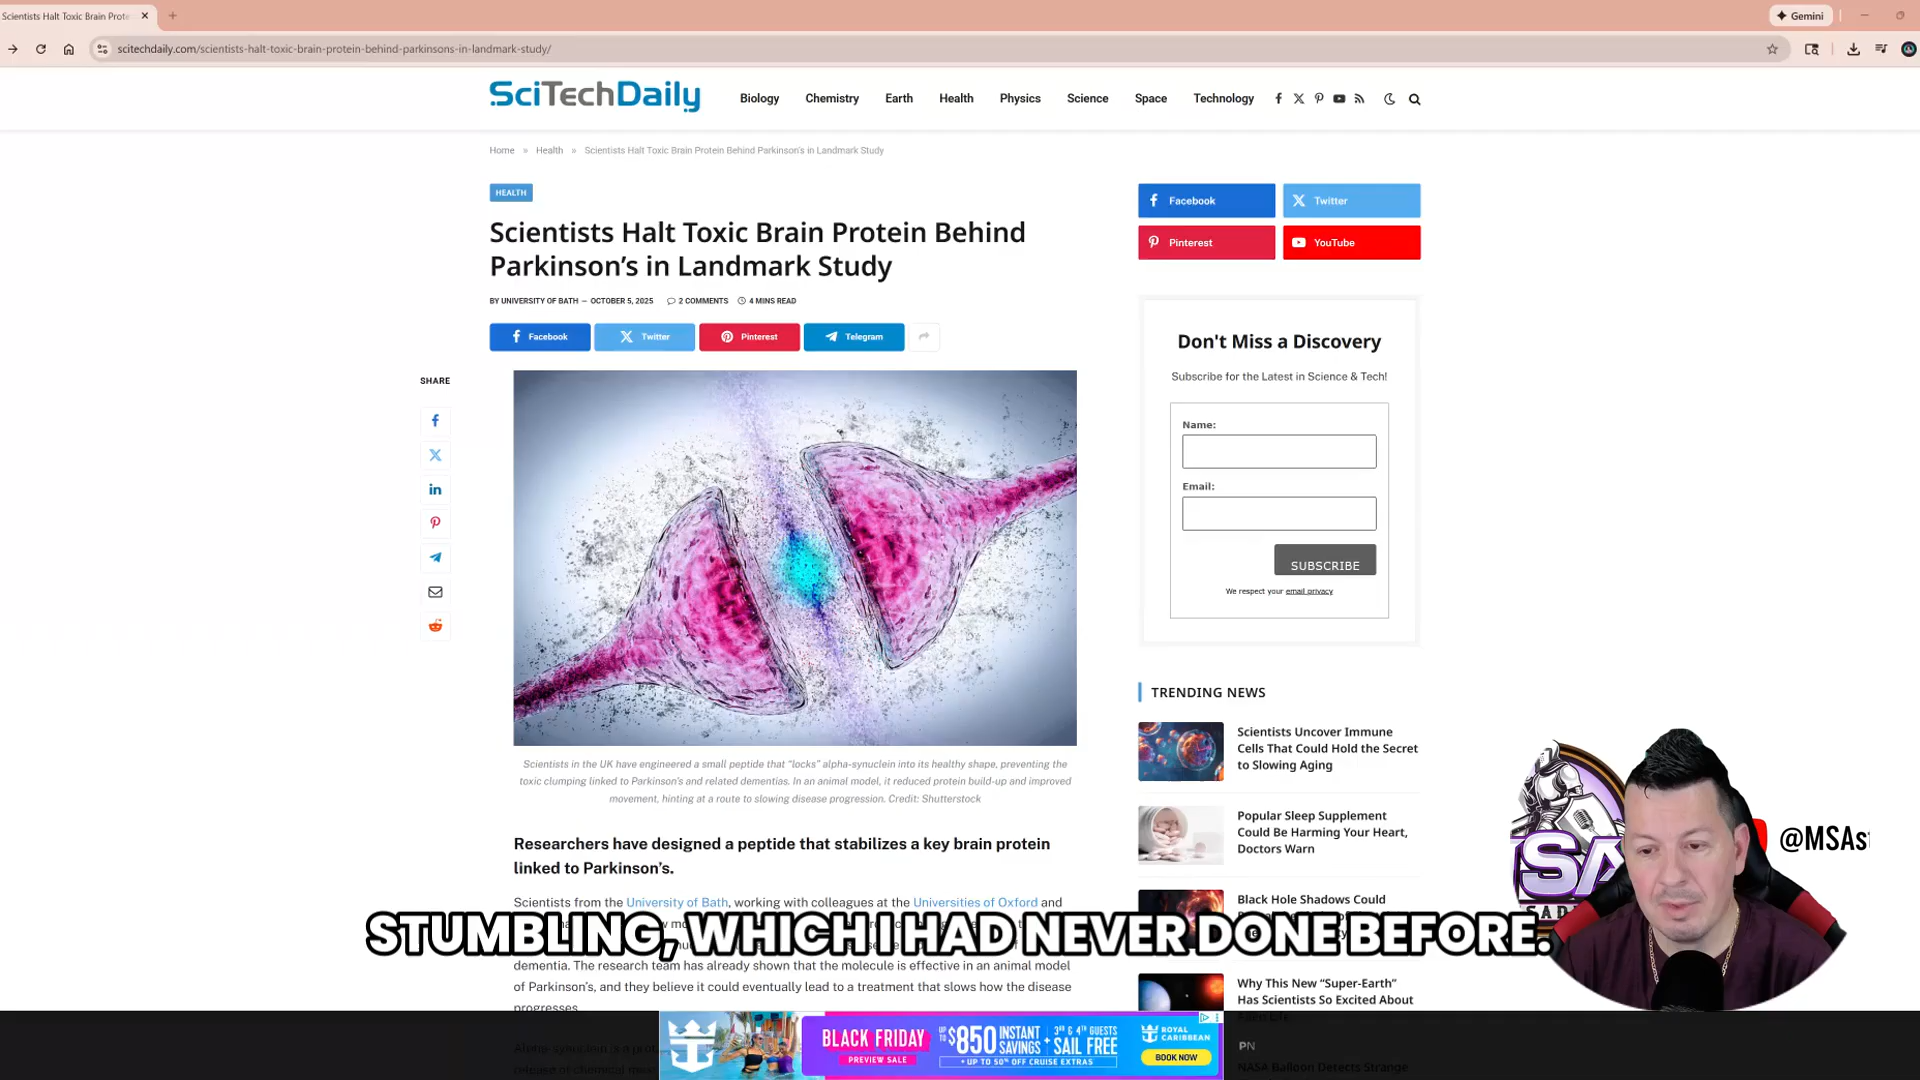 Scientists Halt Toxic Brain Prote
Gemini
scitechdaily.com/scientists-halt-toxic-brain-protein-behind-parkinsons-in-landmark-study/
SciTechDaily
Biology Chemistry Earth Health Physics Science Space Technology
Home » Health » Scientists Halt Toxic Brain Protein Behind Parkinson's in Landmark Study
HEALTH
Scientists Halt Toxic Brain Protein Behind
Parkinson's in Landmark Study
BY UNIVERSITY OF BATH — OCTOBER 5, 2025 2 COMMENTS 4 MINS READ
Facebook Twitter Pinterest Telegram
SHARE
Scientists in the UK have engineered a small peptide that "locks" alpha-synuclein into its healthy shape, preventing the
toxic clumping linked to Parkinson's and related dementias. In an animal model, it reduced protein build-up and improved
movement, hinting at a route to slowing disease progression. Credit: Shutterstock
Researchers have designed a peptide that stabilizes a key brain protein
linked to Parkinson's.
Scientists from the University of Bath, working with colleagues at the Universities of Oxford and
dementia. The research team has already shown that the molecule is effective in an animal model
of Parkinson's, and they believe it could eventually lead to a treatment that slows how the disease
progresses.
Facebook Twitter
Pinterest YouTube
Don't Miss a Discovery
Subscribe for the Latest in Science & Tech!
Name:
Email:
SUBSCRIBE
We respect your email privacy
TRENDING NEWS
Scientists Uncover Immune
Cells That Could Hold the Secret
to Slowing Aging
Popular Sleep Supplement
Could Be Harming Your Heart,
Doctors Warn
Black Hole Shadows Could
Why This New "Super-Earth"
Has Scientists So Excited About
NASA Balloon Detects Strange
@MSAst
STUMBLING, WHICH I HAD NEVER DONE BEFORE.
BLACK FRIDAY
PREVIEW SALE
UP TO $850 INSTANT SAVINGS + 3RD & 4TH GUESTS SAIL FREE
+ UP TO 50% OFF CRUISE EXTRAS
ROYAL CARIBBEAN
BOOK NOW
PN